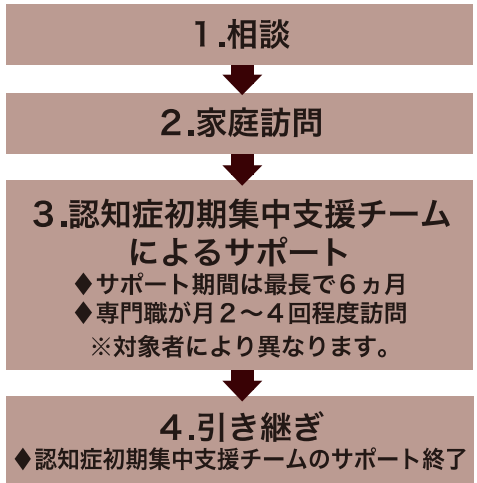 1.相談
2.家庭訪問
3.認知症初期集中支援チーム
によるサポート
♦サポート期間は最長で6ヵ月
♦専門職が月2〜4回程度訪問
※対象者により異なります。
4.引き継ぎ
♦認知症初期集中支援チームのサポート終了